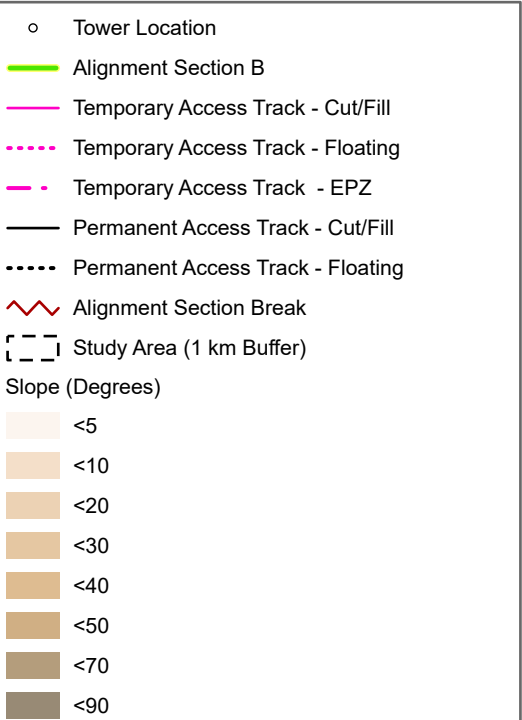 Tower Location
Alignment Section B
Temporary Access Track - Cut/Fill
Temporary Access Track - Floating
Temporary Access Track - EPZ
Permanent Access Track - Cut/Fill
Permanent Access Track - Floating
Alignment Section Break
Study Area (1 km Buffer)
Slope (Degrees)
<5
<10
<20
<30
<40
<50
<70
<90